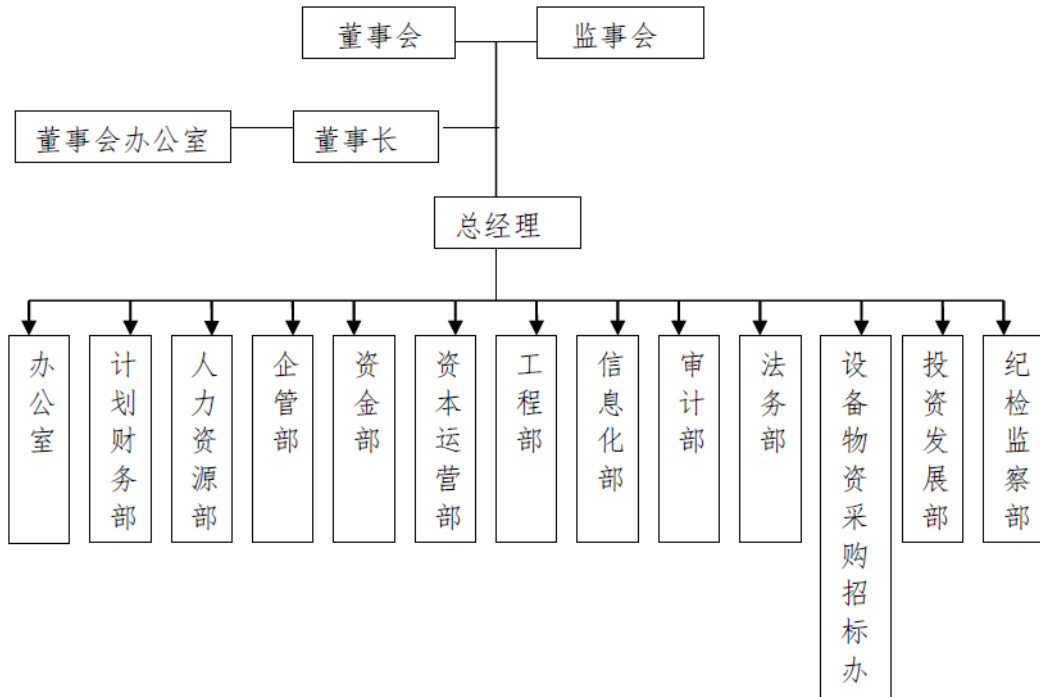 董事会
监事会
董事会办公室
董事长
总经理
办公室
计划财务部
人力资源部
企管部
资金部
资本运营部
工程部
信息化部
审计部
法务部
设备物资采购招标办
投资发展部
纪检监察部